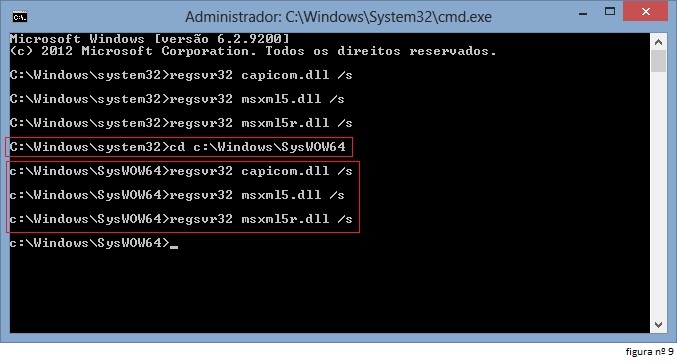 Administrador: C:\Windows\System32\cmd.exe
Microsoft Windows [versão 6.2.9200]
(c) 2012 Microsoft Corporation. Todos os direitos reservados.
C:\Windows\system32>regsvr32 capicom.dll /s
C:\Windows\system32>regsvr32 msxml5.dll /s
C:\Windows\system32>regsvr32 msxml5r.dll /s
C:\Windows\system32>cd c:\Windows\SysWOW64
c:\Windows\SysWOW64>regsvr32 capicom.dll /s
c:\Windows\SysWOW64>regsvr32 msxml5.dll /s
c:\Windows\SysWOW64>regsvr32 msxml5r.dll /s
c:\Windows\SysWOW64>_
figura nº 9